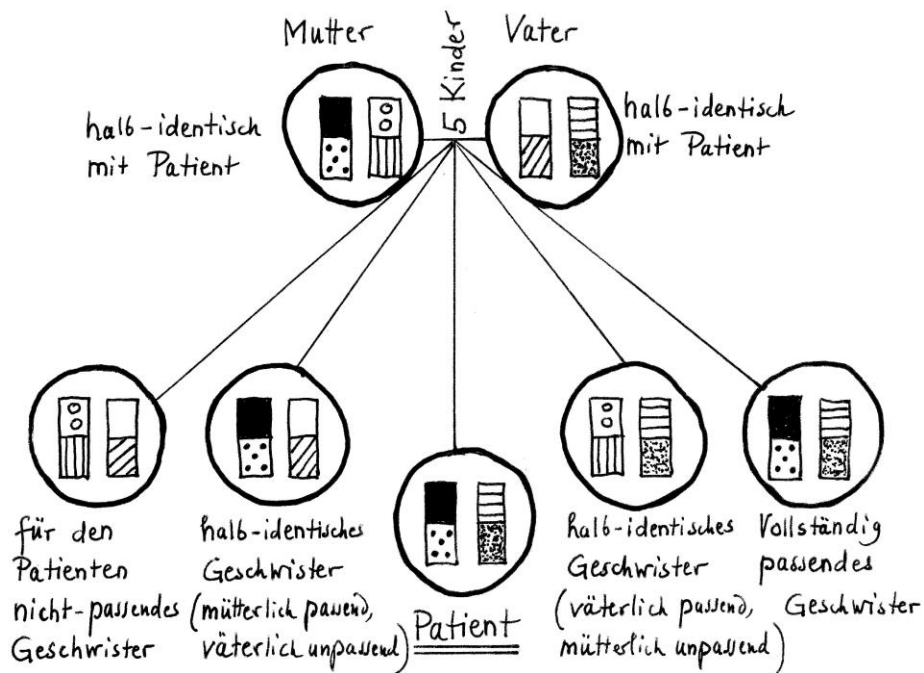 Mutter
5 Kinder
Vater
halb-identisch
mit Patient
halb-identisch
mit Patient
für den
Patienten
nicht-passendes
Geschwister
halb-identisches
Geschwister
(mütterlich passend,
väterlich unpassend)
Patient
halb-identisches
Geschwister
(väterlich passend,
mütterlich unpassend)
Vollständig
passendes
Geschwister